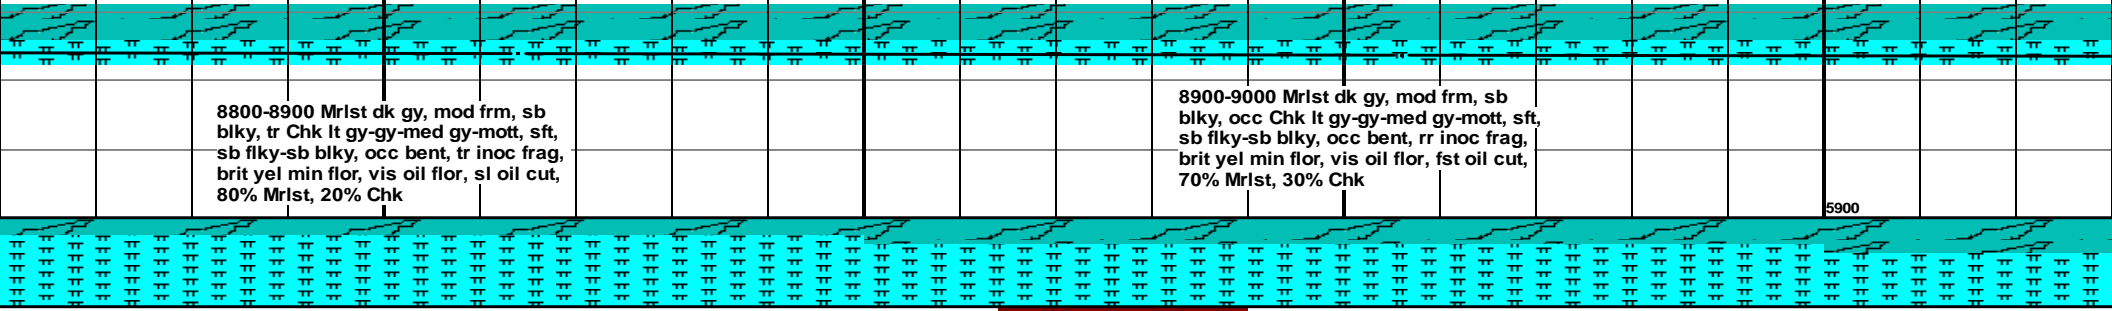 8800-8900 Mrlst dk gy, mod frm, sb
blky, tr Chk lt gy-gy-med gy-mott, sft,
sb flky-sb blky, occ bent, tr inoc frag,
brit yel min flor, vis oil flor, sl oil cut,
80% Mrlst, 20% Chk
8900-9000 Mrlst dk gy, mod frm, sb
blky, occ Chk lt gy-gy-med gy-mott, sft,
sb flky-sb blky, occ bent, rr inoc frag,
brit yel min flor, vis oil flor, fst oil cut,
70% Mrlst, 30% Chk
5900